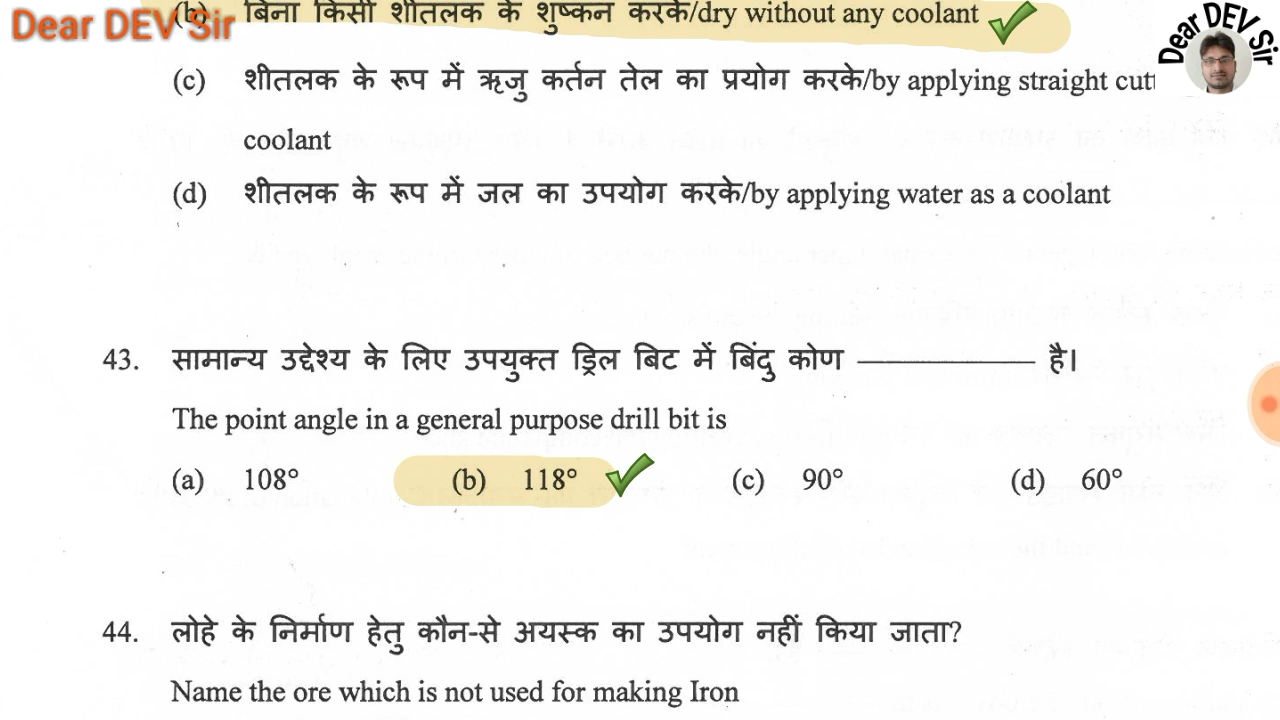 Dear DEV Sir
(b) बिना किसी शीतलक के शुष्कन करके/dry without any coolant
Dear DEV Sir
(c) शीतलक के रूप में ऋजु कर्तन तेल का प्रयोग करके/by applying straight cutt
coolant
(d) शीतलक के रूप में जल का उपयोग करके/by applying water as a coolant
43. सामान्य उद्देश्य के लिए उपयुक्त ड्रिल बिट में बिंदु कोण ———— है।
The point angle in a general purpose drill bit is
(a) 108° (b) 118° (c) 90° (d) 60°
44. लोहे के निर्माण हेतु कौन-से अयस्क का उपयोग नहीं किया जाता?
Name the ore which is not used for making Iron